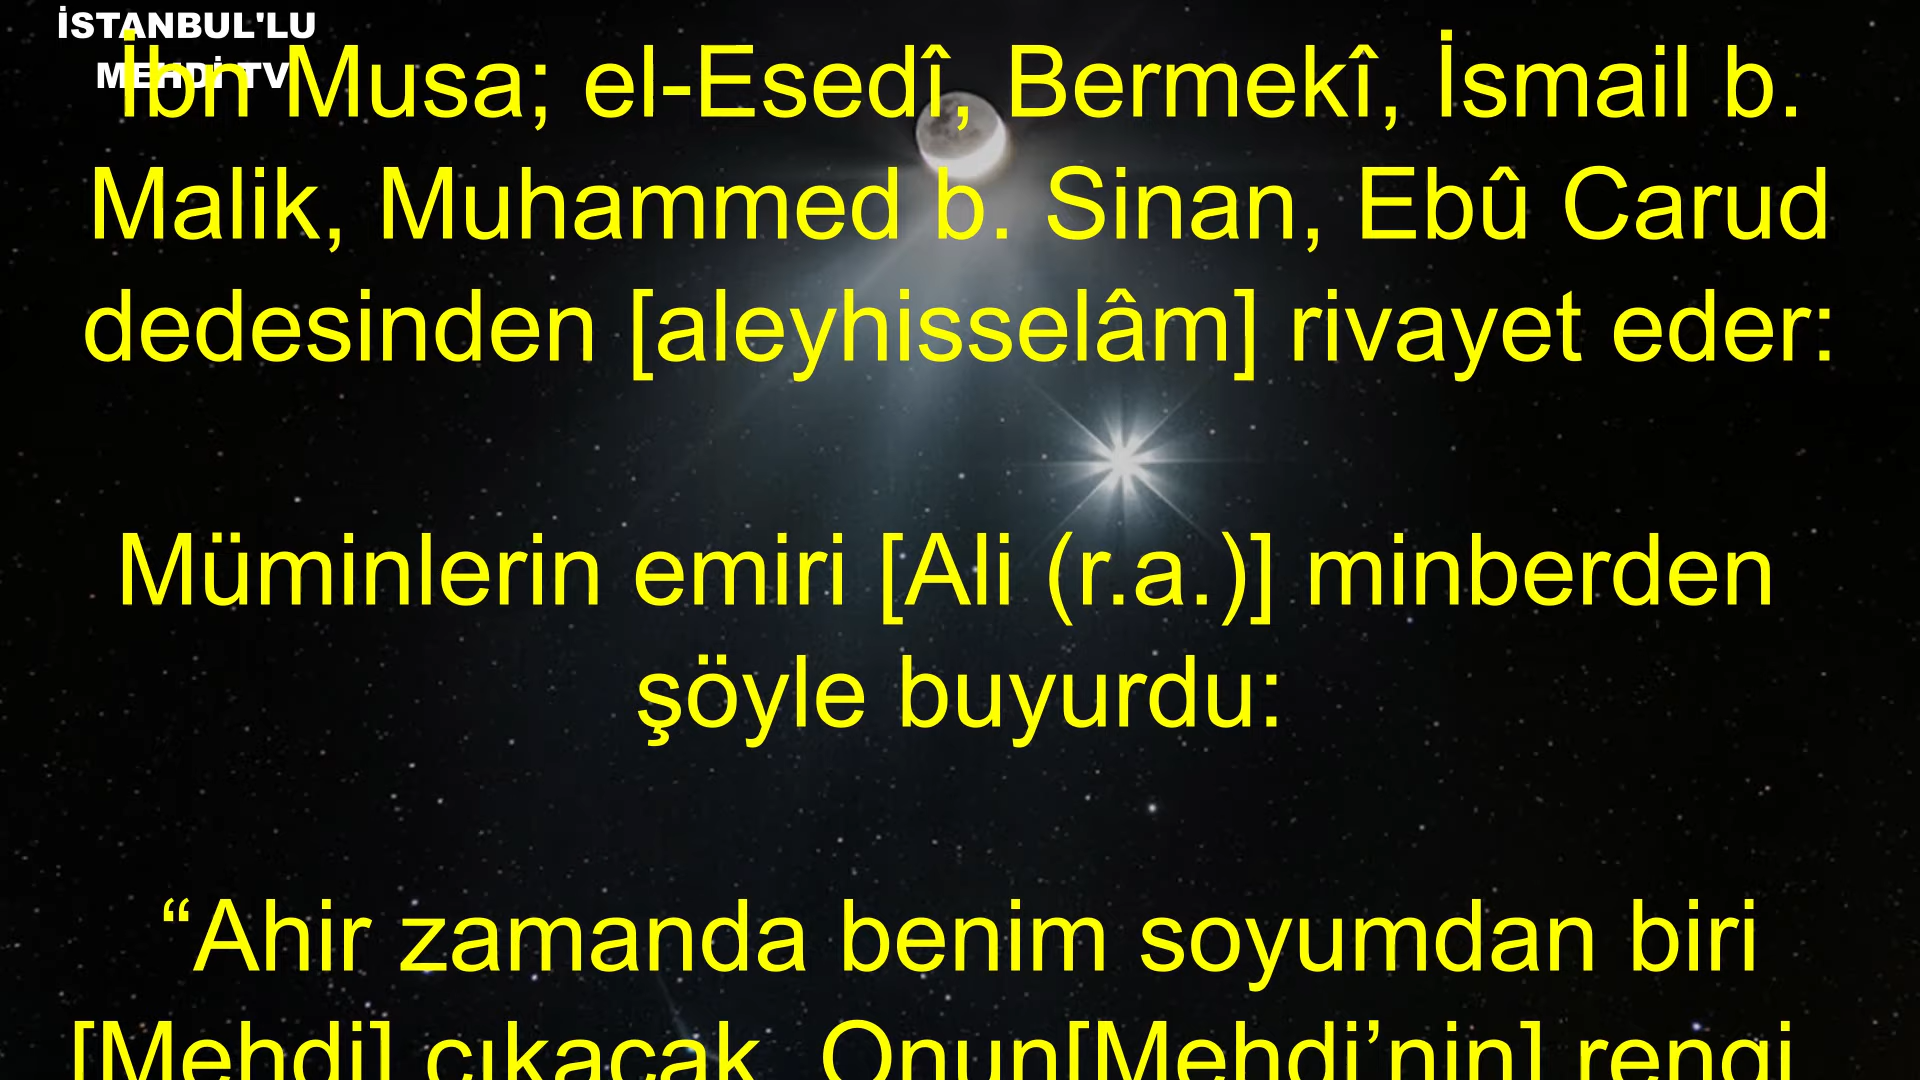 İSTANBUL'LU
MEHDİ TV
İbn Musa; el-Esedî, Bermekî, İsmail b.
Malik, Muhammed b. Sinan, Ebû Carud
dedesinden [aleyhisselâm] rivayet eder:
Müminlerin emiri [Ali (r.a.)] minberden
şöyle buyurdu:
“Ahir zamanda benim soyumdan biri
[Mehdi] çıkacak. Onun[Mehdi’nin] rengi